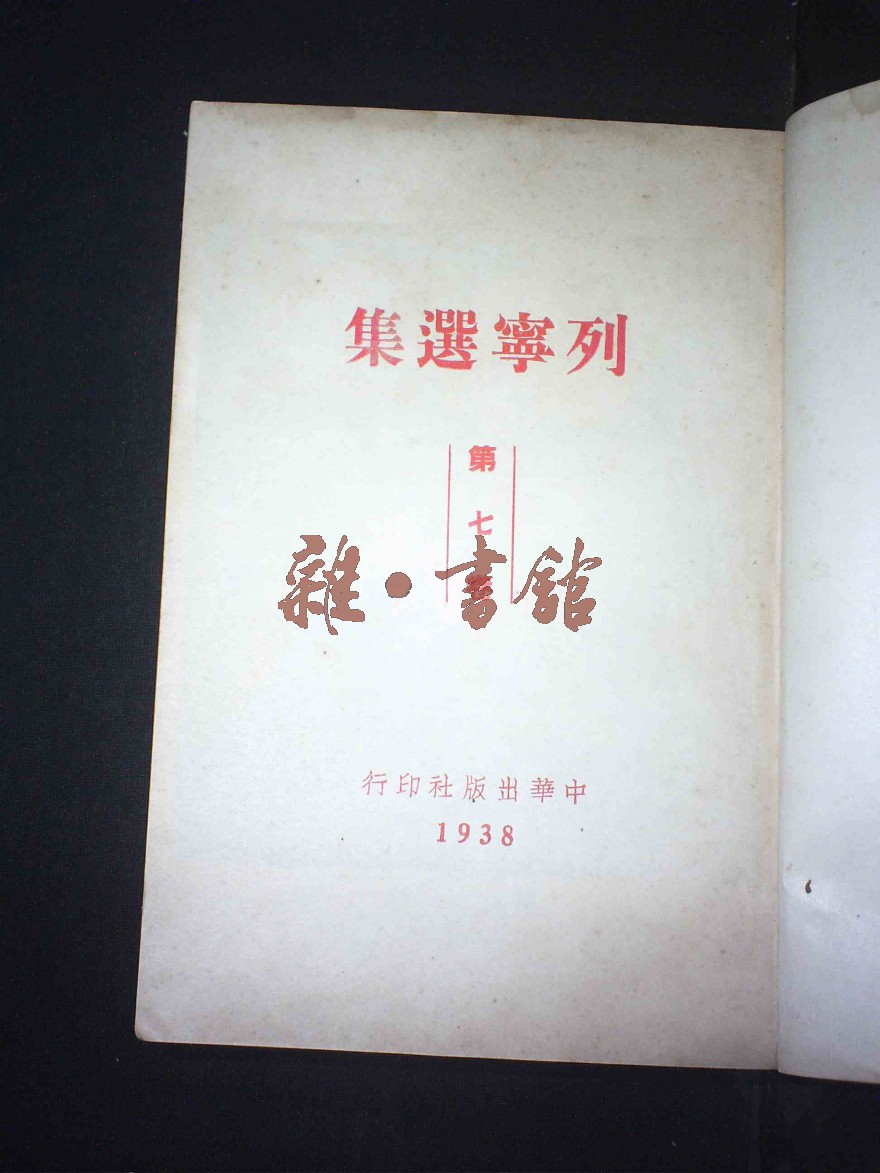 列寧選集
第七
雜·書館
中華出版社印行
1938